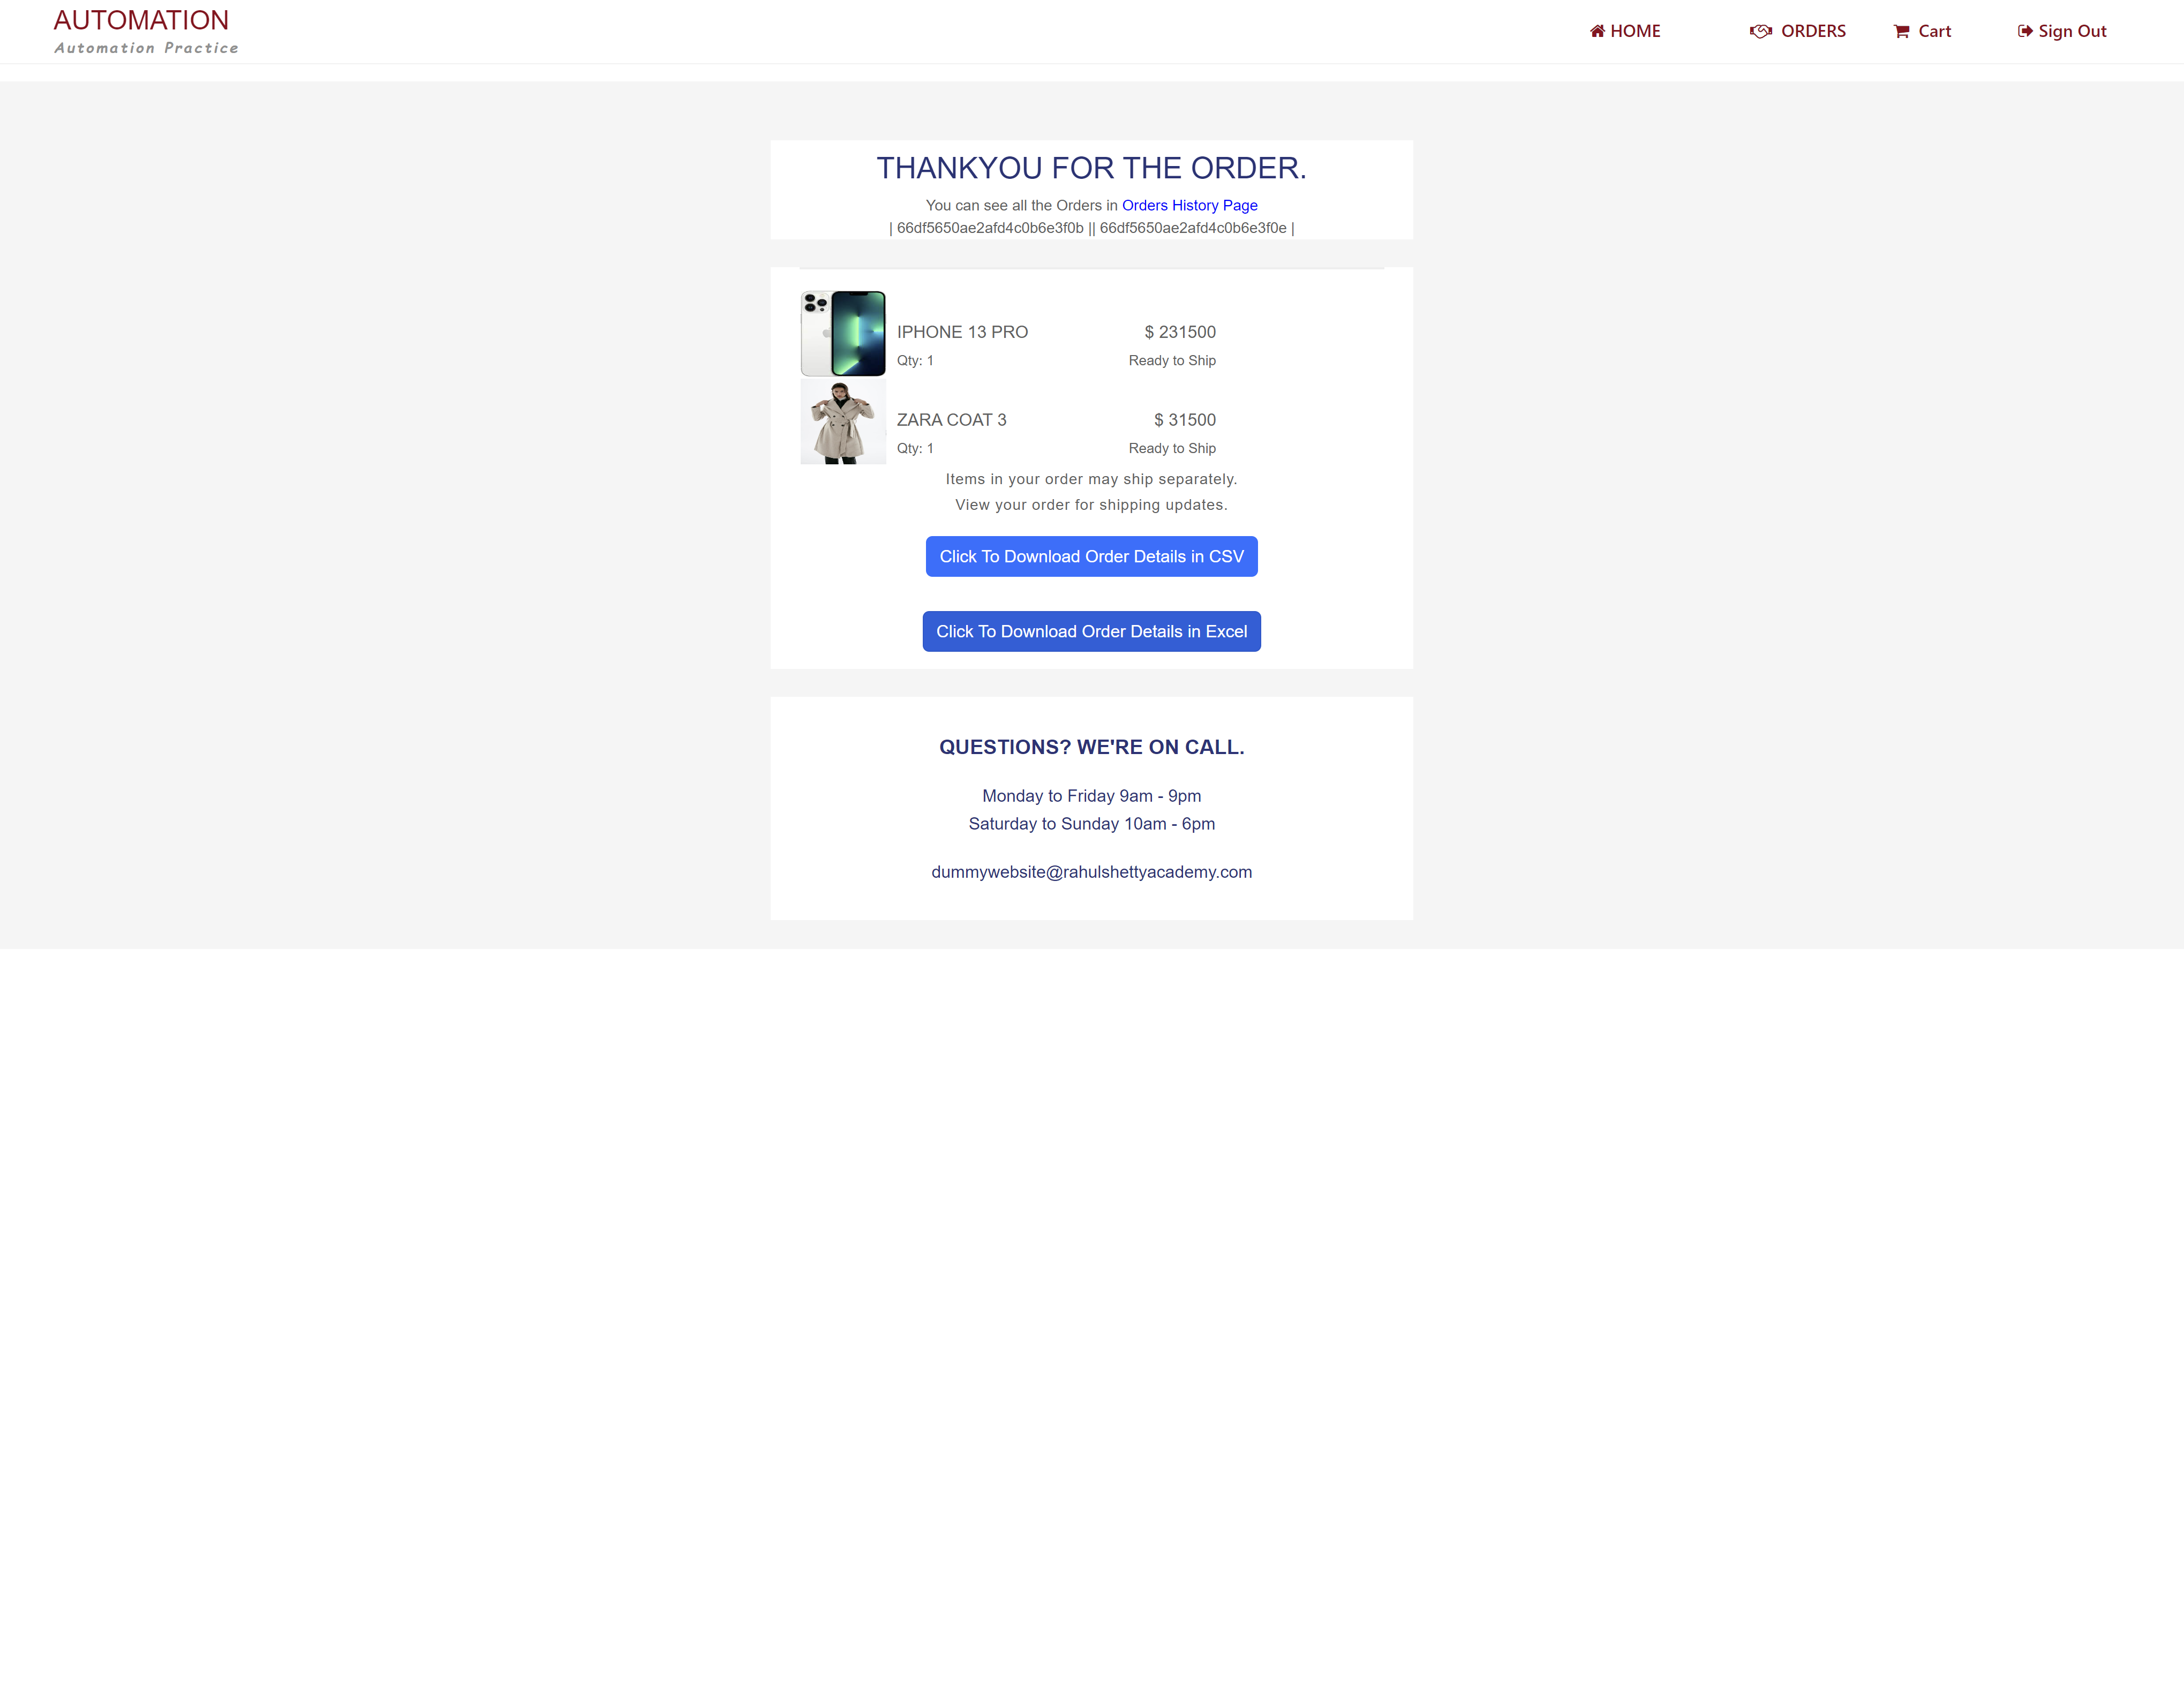 AUTOMATION
Automation Practice
HOME
ORDERS
Cart
Sign Out
THANKYOU FOR THE ORDER.
You can see all the Orders in Orders History Page
| 66df5650ae2afd4c0b6e3f0b || 66df5650ae2afd4c0b6e3f0e |
IPHONE 13 PRO $ 231500
Qty: 1 Ready to Ship
ZARA COAT 3 $ 31500
Qty: 1 Ready to Ship
Items in your order may ship separately.
View your order for shipping updates.
Click To Download Order Details in CSV
Click To Download Order Details in Excel
QUESTIONS? WE'RE ON CALL.
Monday to Friday 9am - 9pm
Saturday to Sunday 10am - 6pm
dummywebsite@rahulshettyacademy.com